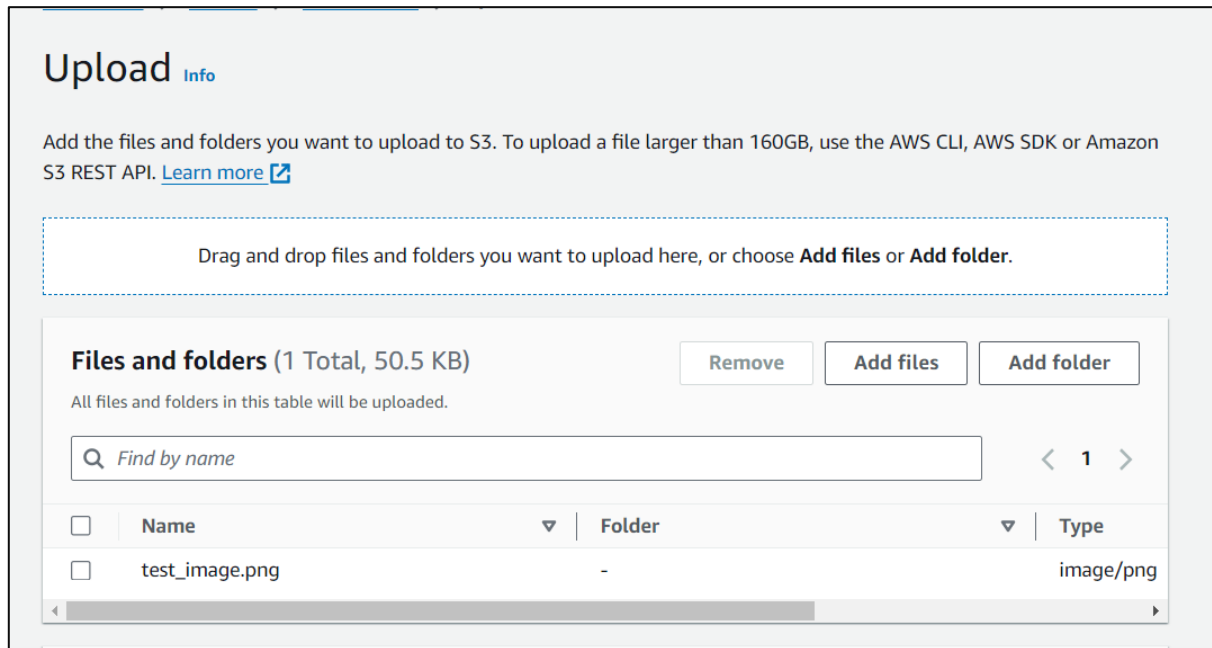 Upload Info
Add the files and folders you want to upload to S3. To upload a file larger than 160GB, use the AWS CLI, AWS SDK or Amazon
S3 REST API. Learn more
Drag and drop files and folders you want to upload here, or choose Add files or Add folder.
Files and folders (1 Total, 50.5 KB) Remove Add files Add folder
All files and folders in this table will be uploaded.
Find by name 1
Name Folder Type
test_image.png - image/png